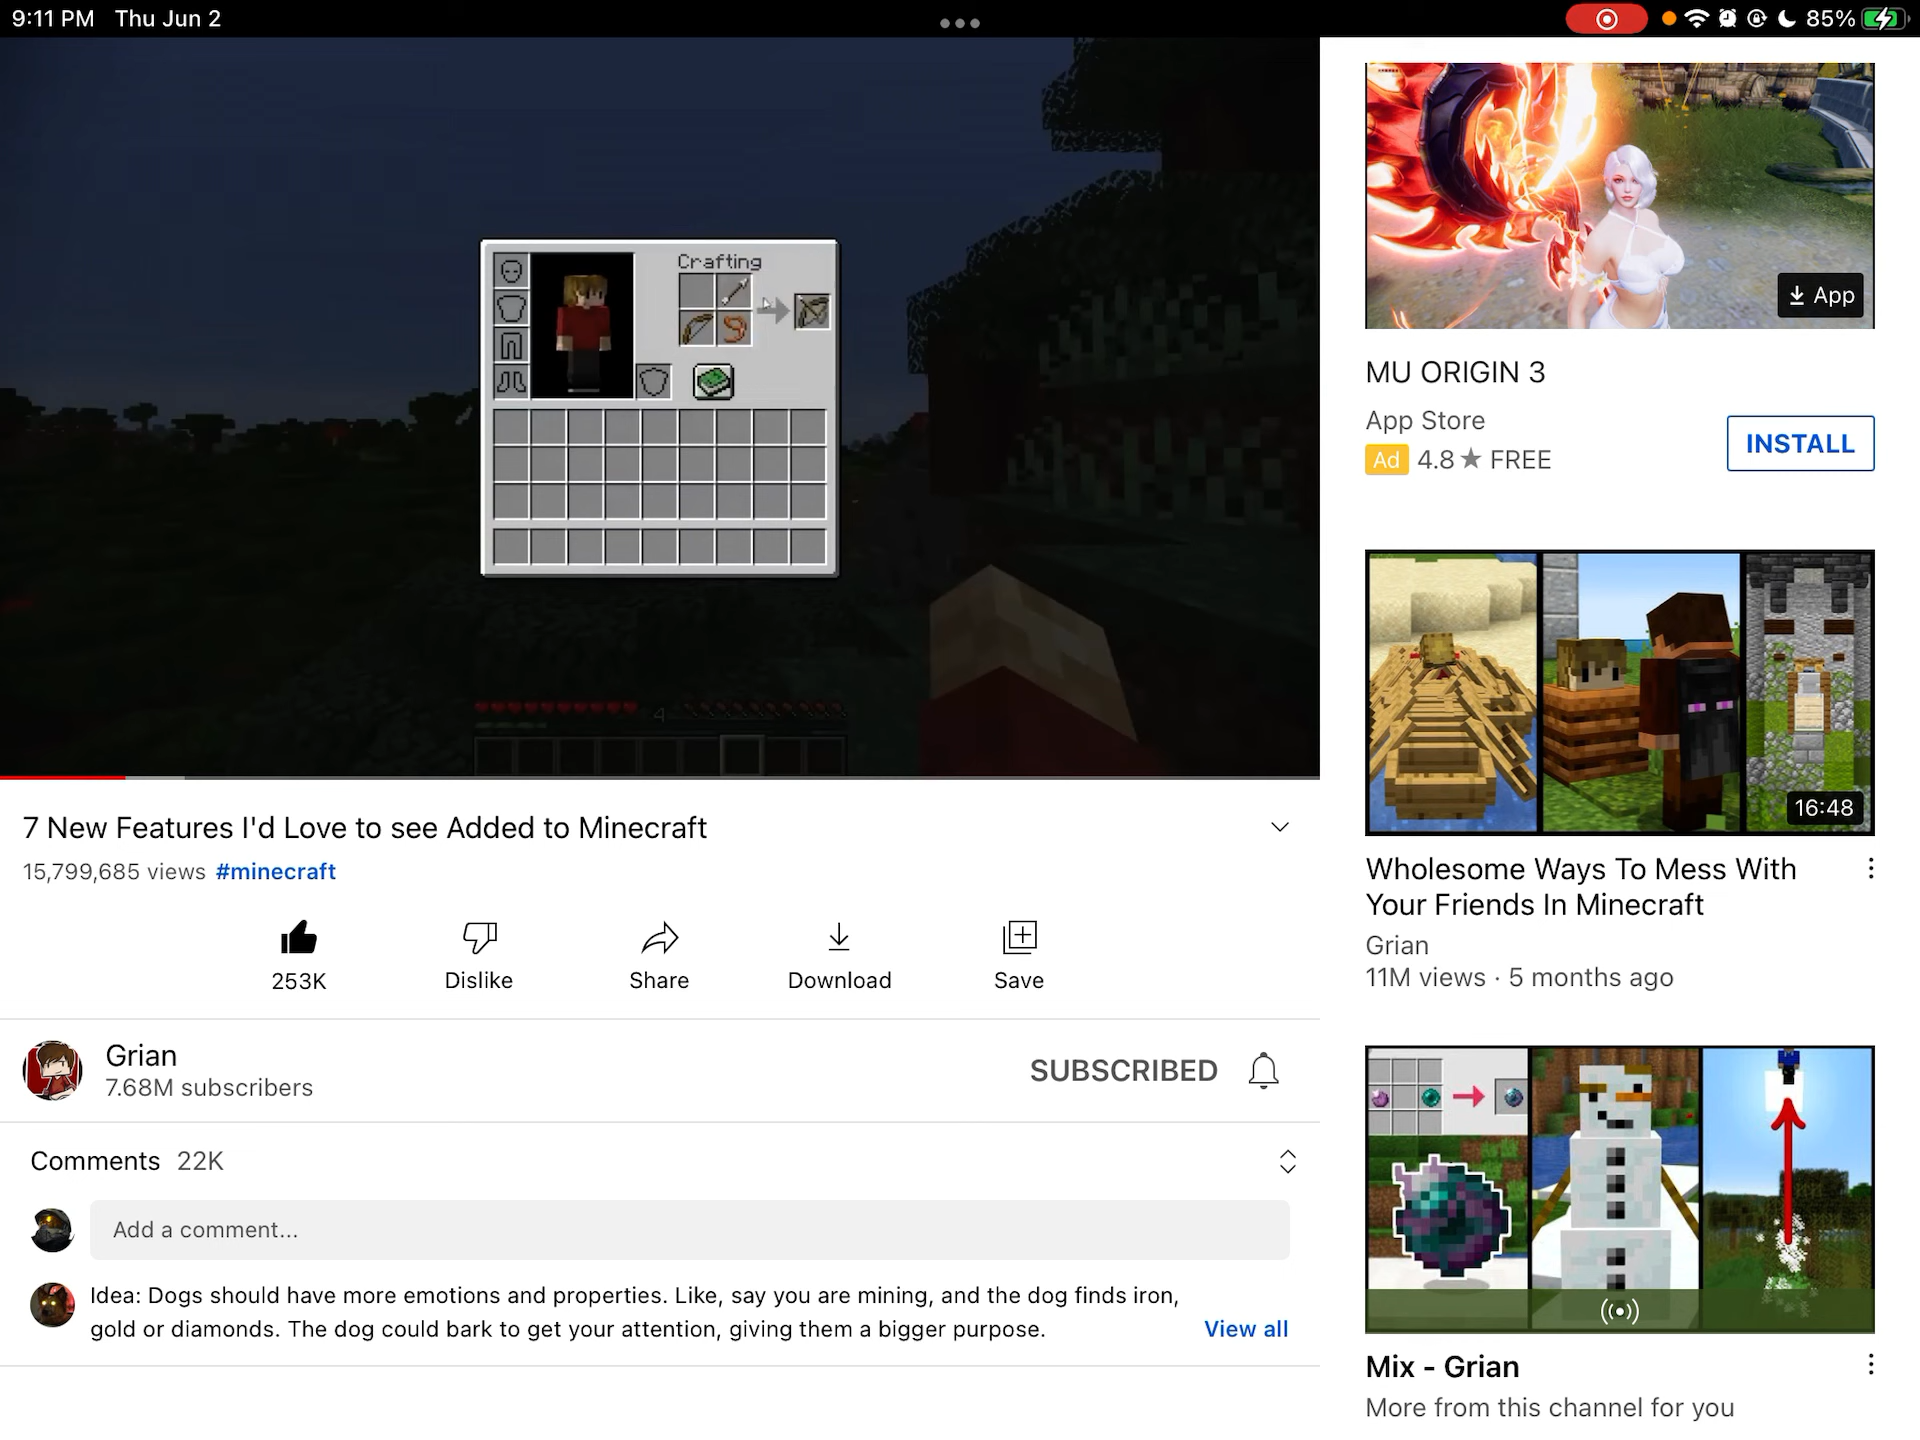 9:11 PM Thu Jun 2
85%
Crafting
4
7 New Features I'd Love to see Added to Minecraft
15,799,685 views #minecraft
253K
Dislike
Share
Download
Save
Grian
7.68M subscribers
SUBSCRIBED
Comments 22K
Add a comment...
Idea: Dogs should have more emotions and properties. Like, say you are mining, and the dog finds iron,
gold or diamonds. The dog could bark to get your attention, giving them a bigger purpose.
View all
App
MU ORIGIN 3
App Store
Ad 4.8★ FREE
INSTALL
16:48
Wholesome Ways To Mess With
Your Friends In Minecraft
Grian
11M views · 5 months ago
Mix - Grian
More from this channel for you